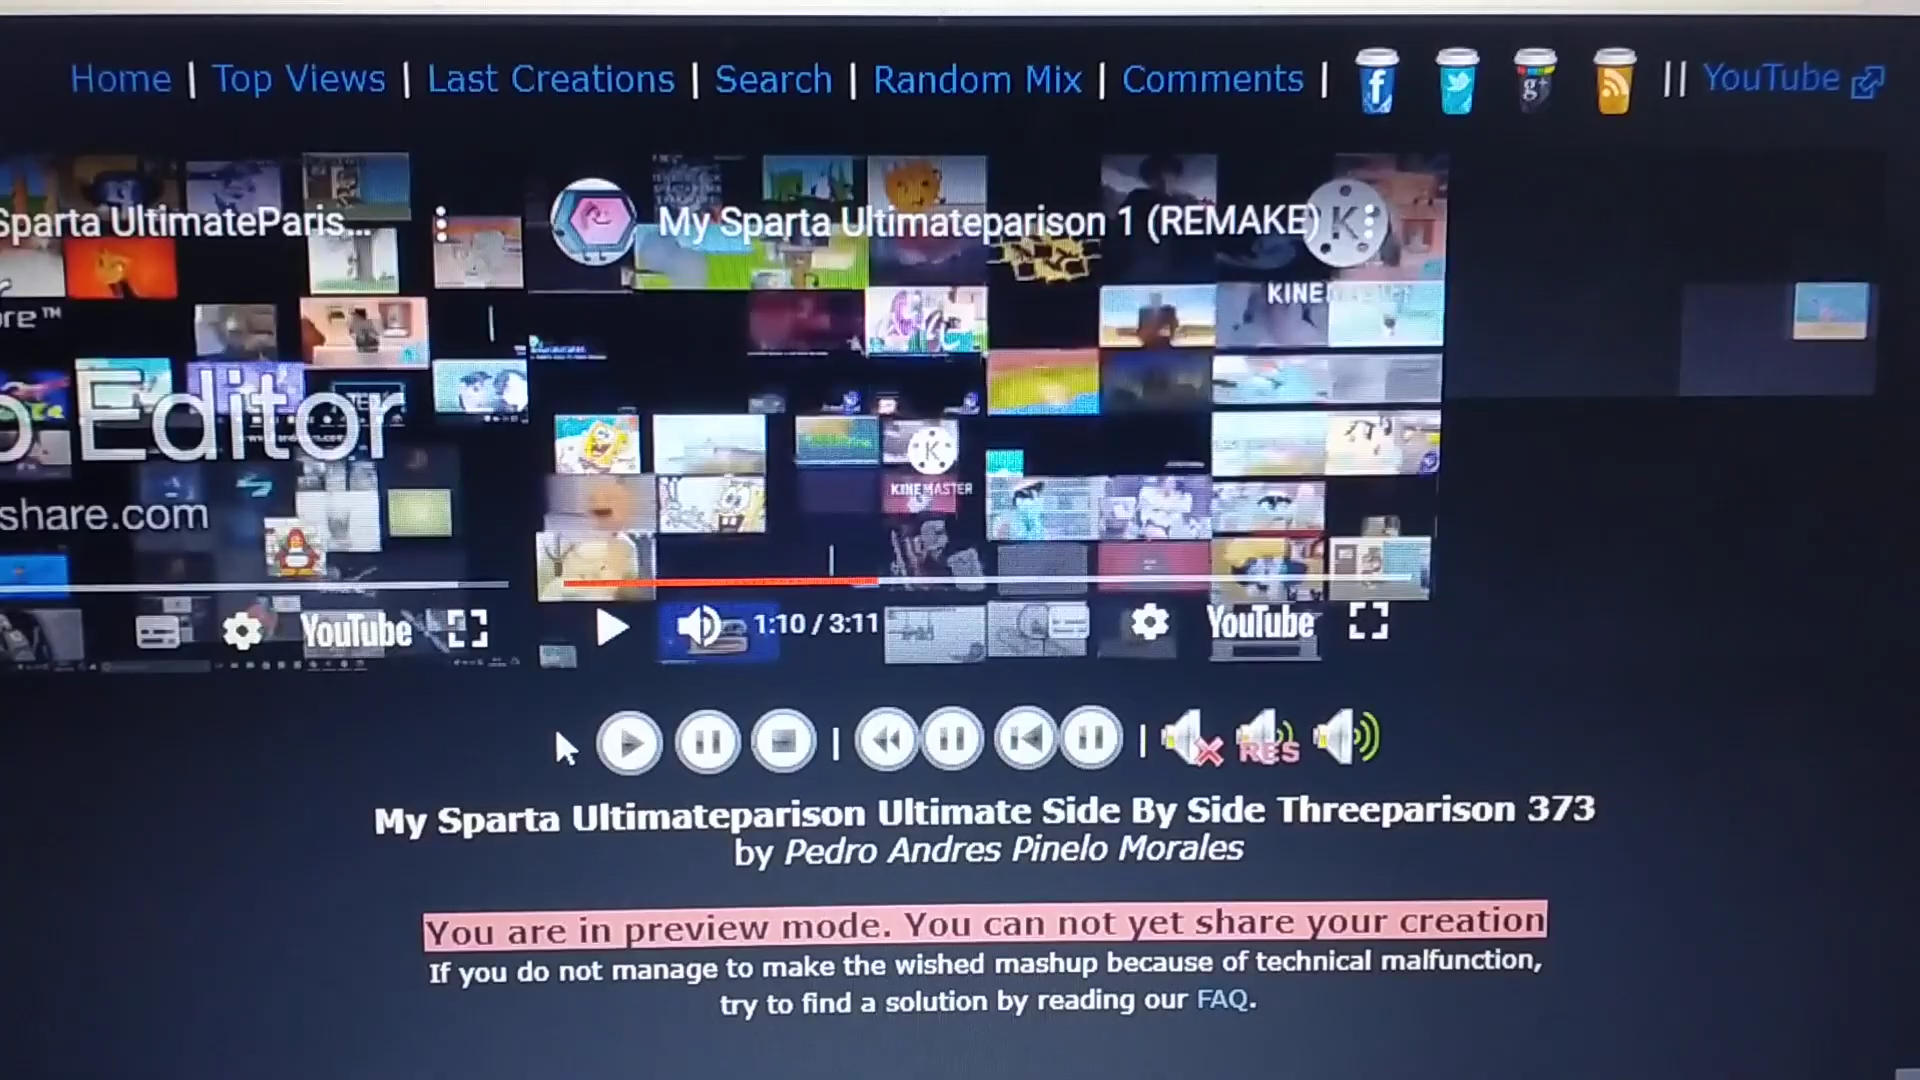 Home | Top Views | Last Creations | Search | Random Mix | Comments | f g+ || YouTube
Sparta UltimateParis...
My Sparta Ultimateparison 1 (REMAKE)
K
re™
Editor
share.com
K
KINEMASTER
YouTube
1:10 / 3:11
YouTube
RES
My Sparta Ultimateparison Ultimate Side By Side Threeparison 373
by Pedro Andres Pinelo Morales
You are in preview mode. You can not yet share your creation
If you do not manage to make the wished mashup because of technical malfunction,
try to find a solution by reading our FAQ.